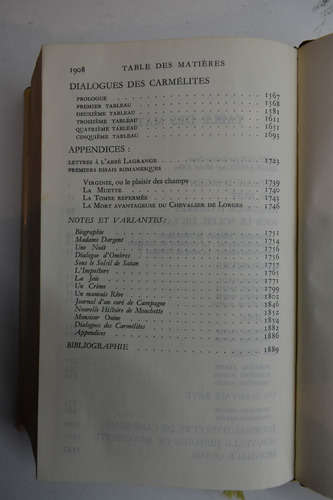 1908 TABLE DES MATIÈRES
DIALOGUES DES CARMÉLITES
PROLOGUE 1567
PREMIER TABLEAU 1568
DEUXIÈME TABLEAU 1581
TROISIÈME TABLEAU 1611
QUATRIÈME TABLEAU 1651
CINQUIÈME TABLEAU 1693
APPENDICES :
LETTRES À L'ABBÉ LAGRANGE 1723
PREMIERS ESSAIS ROMANESQUES
VIRGINIE, ou le plaisir des champs 1739
LA MUETTE 1740
LA TOMBE REFERMÉE 1743
LA MORT AVANTAGEUSE DU CHEVALIER DE LORGES 1746
NOTES ET VARIANTES:
Biographie 1751
Madame Dargent 1754
Une Nuit 1754
Dialogue d'Ombres 1755
Sous le Soleil de Satan 1757
L'Imposture 1765
La Joie 1771
Un Crime 1799
Un mauvais Rêve 1802
Journal d'un curé de Campagne 1846
Nouvelle Histoire de Mouchette 1852
Monsieur Ouine 1854
Dialogues des Carmélites 1882
Appendices 1886
BIBLIOGRAPHIE 1889